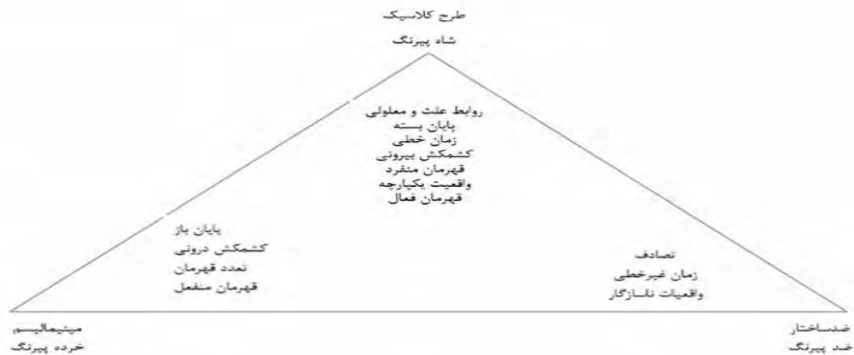 طرح کلاسیک
شاه پیرنگ
روابط علت و معلولی
پایان بسته
زمان خطی
کشمکش بیرونی
قهرمان منفرد
واقعیت یکپارچه
قهرمان فعال
پایان باز
کشمکش درونی
تعدد قهرمان
قهرمان منفعل
تصادف
زمان غیرخطی
واقعیات ناسازگار
مینیمالیسم
خرده پیرنگ
ضدساختار
ضد پیرنگ